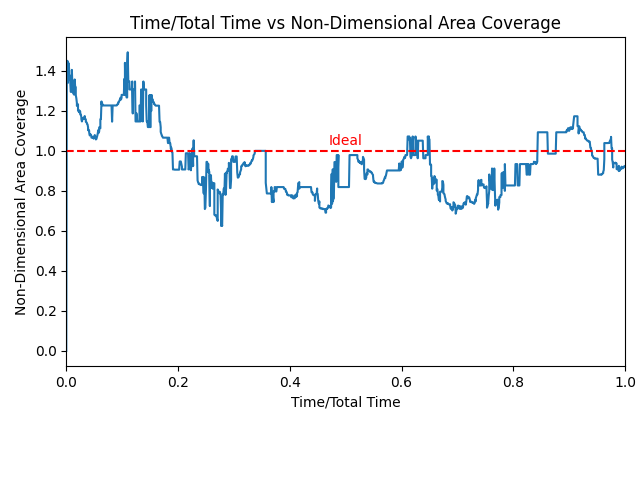 Time/Total Time vs Non-Dimensional Area Coverage
Non-Dimensional Area Coverage
1.4
1.2
1.0
0.8
0.6
0.4
0.2
0.0
Ideal
0.0 0.2 0.4 0.6 0.8 1.0
Time/Total Time